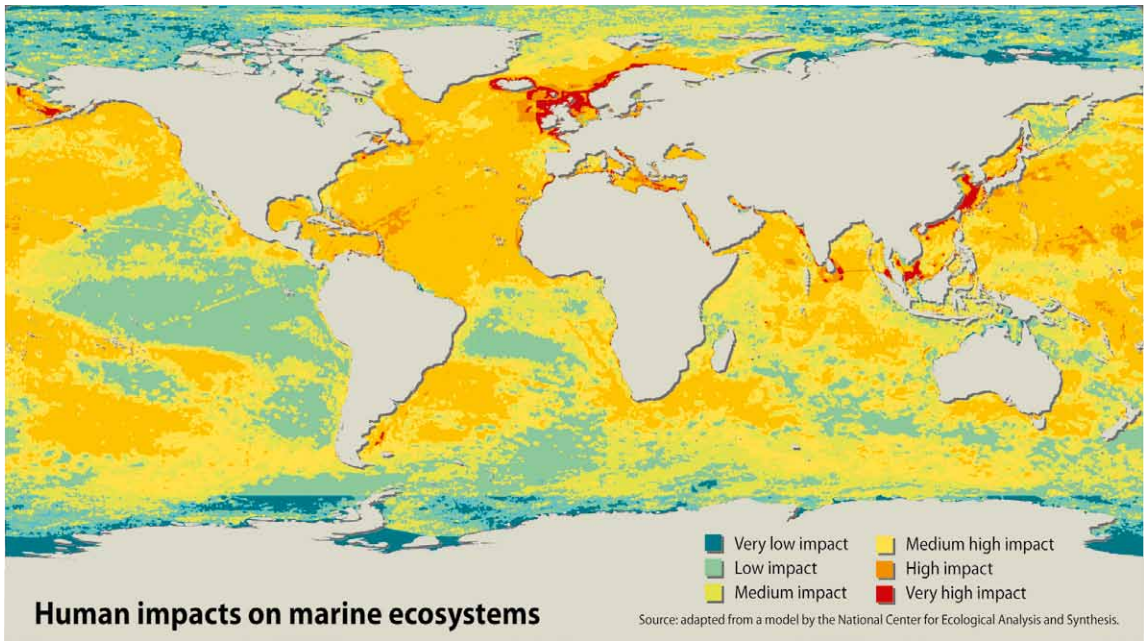 Very low impact
Low impact
Medium impact
Medium high impact
High impact
Very high impact
Human impacts on marine ecosystems
Source: adapted from a model by the National Center for Ecological Analysis and Synthesis.